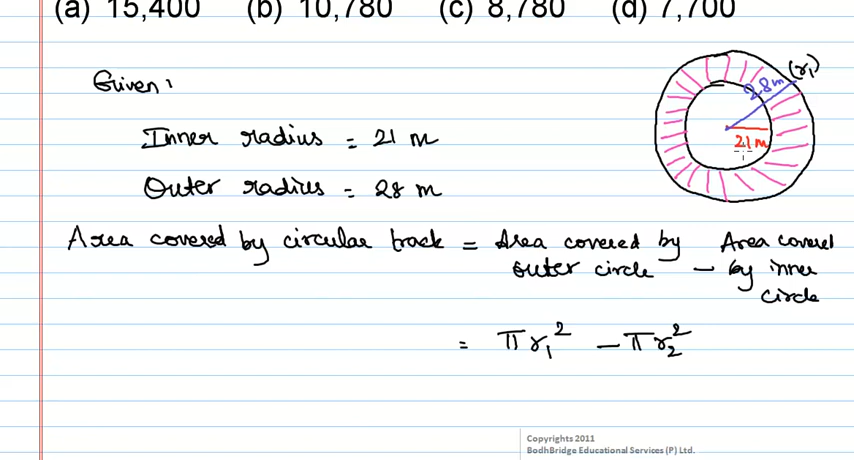 (a) 15,400 (b) 10,780 (c) 8,780 (d) 7,700
Given:
Inner radius = 21 m
Outer radius = 28 m
28 m (r₁)
21 m
Area covered by circular track = Area covered by outer circle — Area covered by inner circle
= πr₁² — πr₂²
Copyrights 2011
BodhBridge Educational Services (P) Ltd.